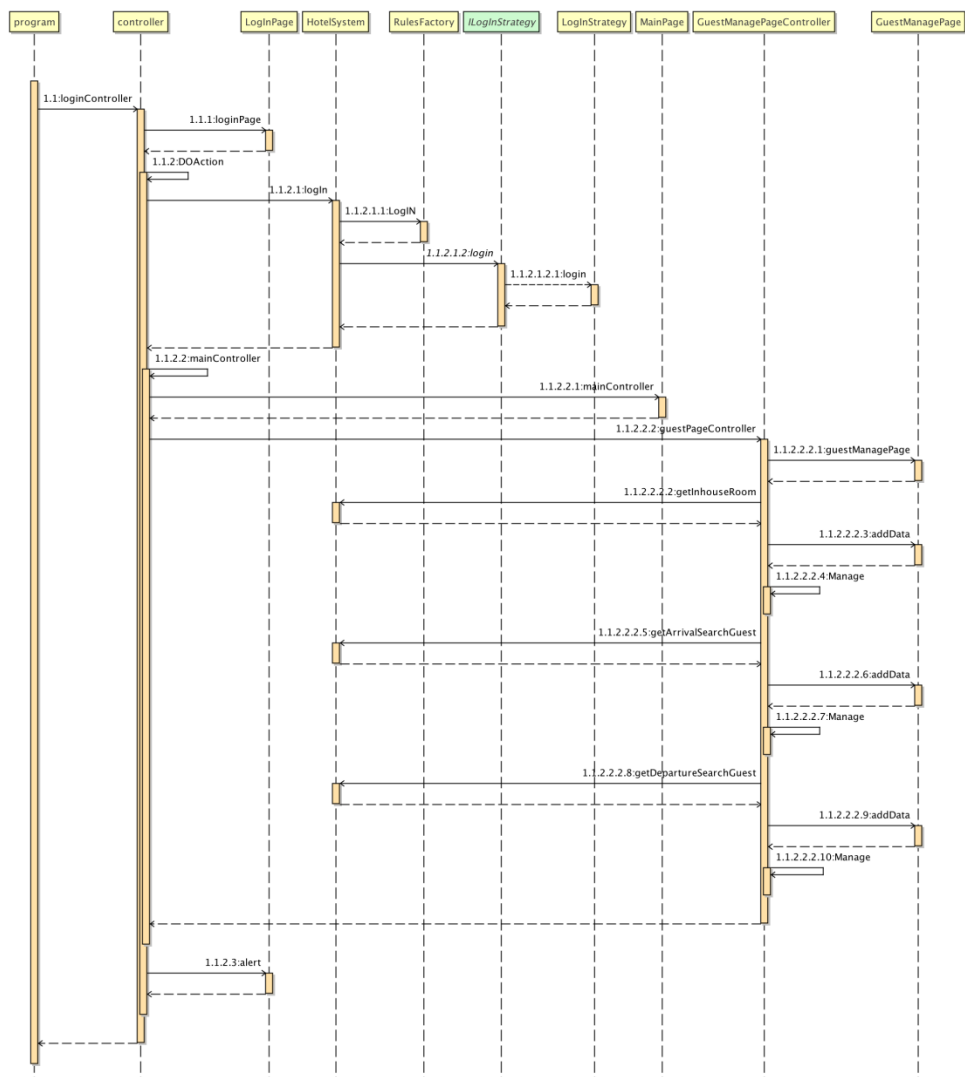 program
controller
LogInPage
HotelSystem
RulesFactory
ILogInStrategy
LogInStrategy
MainPage
GuestManagePageController
GuestManagePage
1.1:loginController
1.1.1:loginPage
1.1.2:DOAction
1.1.2.1:logIn
1.1.2.1.1:LogIN
1.1.2.1.2:login
1.1.2.1.2.1:login
1.1.2.2:mainController
1.1.2.2.1:mainController
1.1.2.2.2:guestPageController
1.1.2.2.2.1:guestManagePage
1.1.2.2.2.2:getInhouseRoom
1.1.2.2.2.3:addData
1.1.2.2.2.4:Manage
1.1.2.2.2.5:getArrivalSearchGuest
1.1.2.2.2.6:addData
1.1.2.2.2.7:Manage
1.1.2.2.2.8:getDepartureSearchGuest
1.1.2.2.2.9:addData
1.1.2.2.2.10:Manage
1.1.2.3:alert